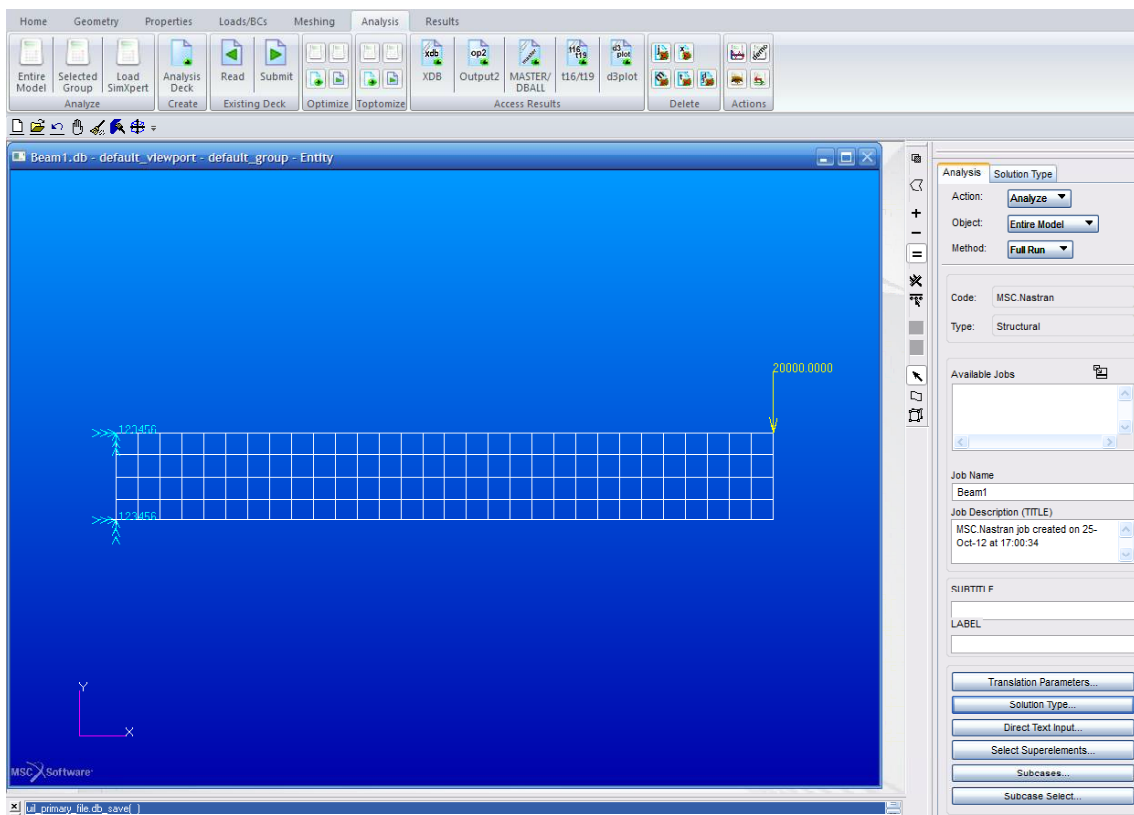 Home Geometry Properties Loads/BCs Meshing Analysis Results
Entire Model Selected Group Load SimXpert Analysis Deck Read Submit XDB Output2 MASTER/DBALL t16/t19 d3plot
xdb op2 t16 t19 d3 plot
Analyze Create Existing Deck Optimize Toptomize Access Results Delete Actions
Beam1.db - default_viewport - default_group - Entity
20000.0000
123456
123456
Y
X
MSC Software
uil_primary_file.db_save( )
Analysis Solution Type
Action: Analyze
Object: Entire Model
Method: Full Run
Code: MSC.Nastran
Type: Structural
Available Jobs
Job Name
Beam1
Job Description (TITLE)
MSC.Nastran job created on 25-
Oct-12 at 17:00:34
SUBTITLE
LABEL
Translation Parameters...
Solution Type...
Direct Text Input...
Select Superelements...
Subcases...
Subcase Select...